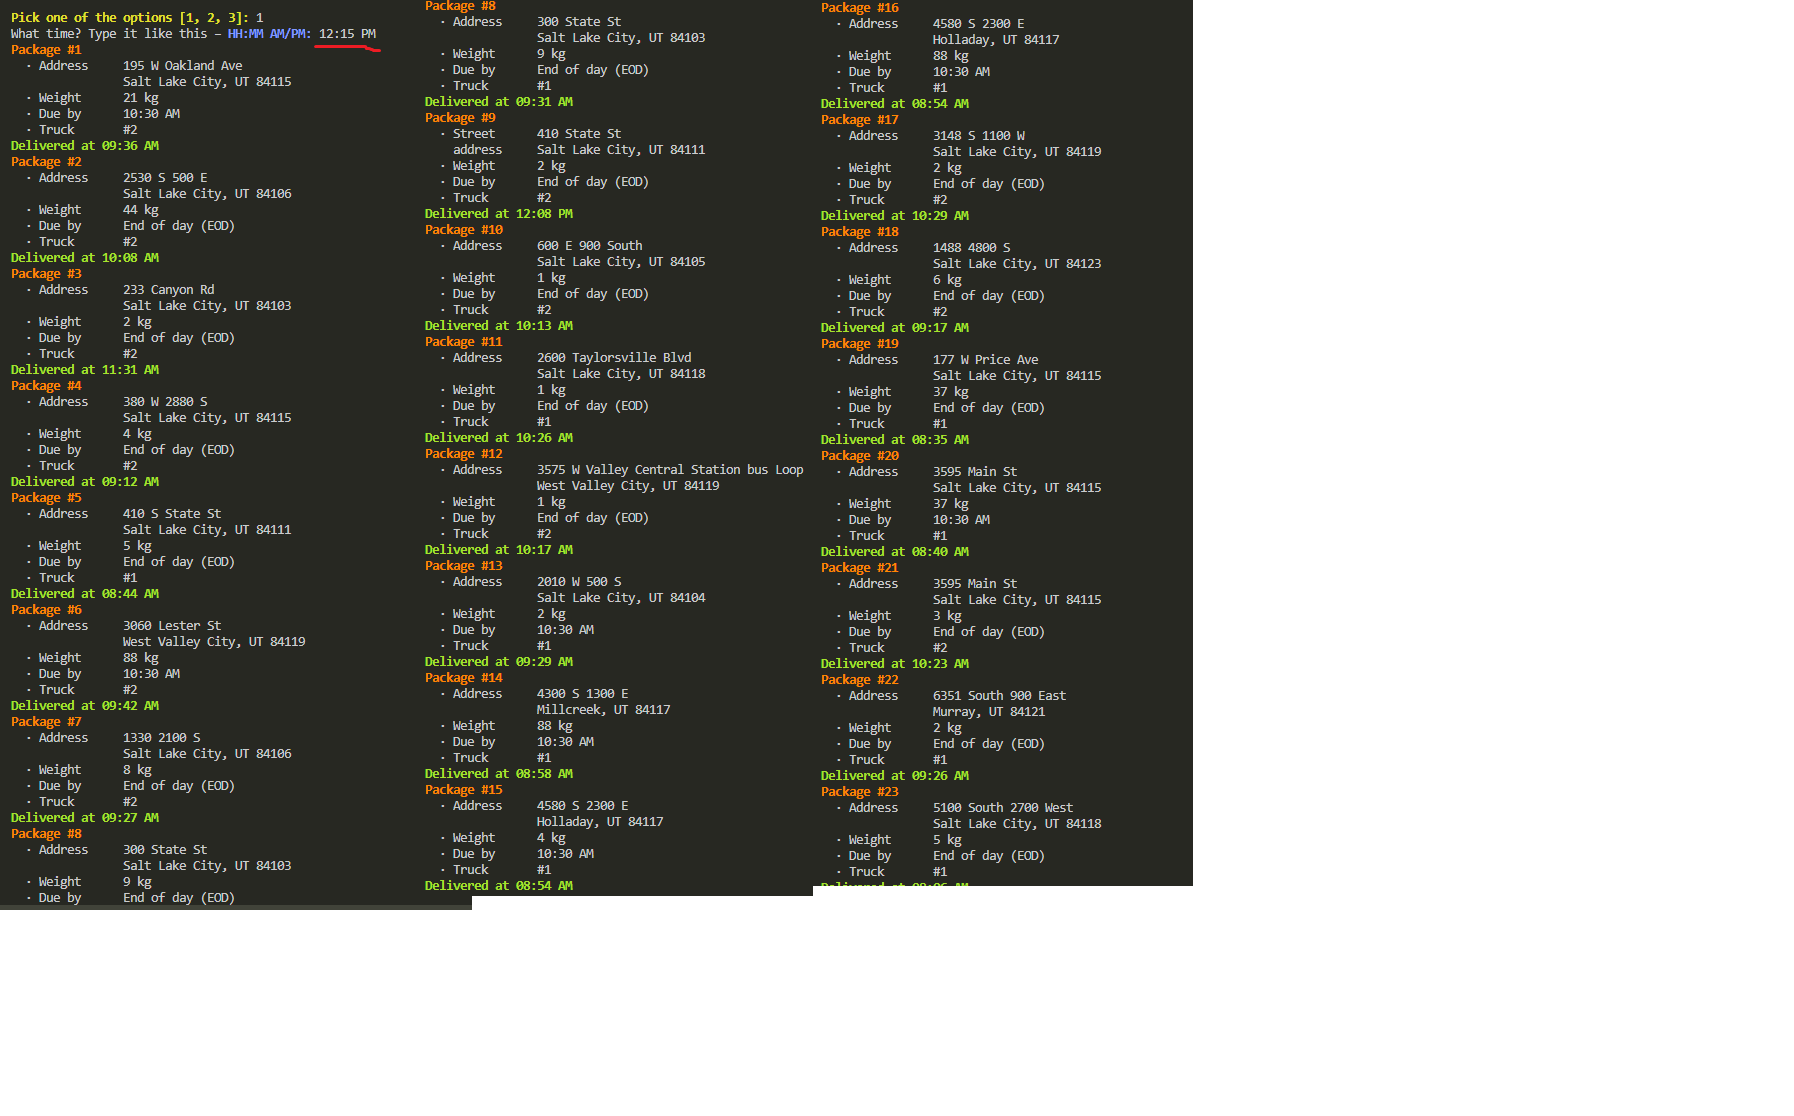 Pick one of the options [1, 2, 3]: 1
What time? Type it like this – HH:MM AM/PM: 12:15 PM
Package #1
· Address 195 W Oakland Ave
Salt Lake City, UT 84115
· Weight 21 kg
· Due by 10:30 AM
· Truck #2
Delivered at 09:36 AM
Package #2
· Address 2530 S 500 E
Salt Lake City, UT 84106
· Weight 44 kg
· Due by End of day (EOD)
· Truck #2
Delivered at 10:08 AM
Package #3
· Address 233 Canyon Rd
Salt Lake City, UT 84103
· Weight 2 kg
· Due by End of day (EOD)
· Truck #2
Delivered at 11:31 AM
Package #4
· Address 380 W 2880 S
Salt Lake City, UT 84115
· Weight 4 kg
· Due by End of day (EOD)
· Truck #2
Delivered at 09:12 AM
Package #5
· Address 410 S State St
Salt Lake City, UT 84111
· Weight 5 kg
· Due by End of day (EOD)
· Truck #1
Delivered at 08:44 AM
Package #6
· Address 3060 Lester St
West Valley City, UT 84119
· Weight 88 kg
· Due by 10:30 AM
· Truck #2
Delivered at 09:42 AM
Package #7
· Address 1330 2100 S
Salt Lake City, UT 84106
· Weight 8 kg
· Due by End of day (EOD)
· Truck #2
Delivered at 09:27 AM
Package #8
· Address 300 State St
Salt Lake City, UT 84103
· Weight 9 kg
· Due by End of day (EOD)
Package #8
· Address 300 State St
Salt Lake City, UT 84103
· Weight 9 kg
· Due by End of day (EOD)
· Truck #1
Delivered at 09:31 AM
Package #9
· Street 410 State St
address Salt Lake City, UT 84111
· Weight 2 kg
· Due by End of day (EOD)
· Truck #2
Delivered at 12:08 PM
Package #10
· Address 600 E 900 South
Salt Lake City, UT 84105
· Weight 1 kg
· Due by End of day (EOD)
· Truck #2
Delivered at 10:13 AM
Package #11
· Address 2600 Taylorsville Blvd
Salt Lake City, UT 84118
· Weight 1 kg
· Due by End of day (EOD)
· Truck #1
Delivered at 10:26 AM
Package #12
· Address 3575 W Valley Central Station bus Loop
West Valley City, UT 84119
· Weight 1 kg
· Due by End of day (EOD)
· Truck #2
Delivered at 10:17 AM
Package #13
· Address 2010 W 500 S
Salt Lake City, UT 84104
· Weight 2 kg
· Due by 10:30 AM
· Truck #1
Delivered at 09:29 AM
Package #14
· Address 4300 S 1300 E
Millcreek, UT 84117
· Weight 88 kg
· Due by 10:30 AM
· Truck #1
Delivered at 08:58 AM
Package #15
· Address 4580 S 2300 E
Holladay, UT 84117
· Weight 4 kg
· Due by 10:30 AM
· Truck #1
Delivered at 08:54 AM
Package #16
· Address 4580 S 2300 E
Holladay, UT 84117
· Weight 88 kg
· Due by 10:30 AM
· Truck #1
Delivered at 08:54 AM
Package #17
· Address 3148 S 1100 W
Salt Lake City, UT 84119
· Weight 2 kg
· Due by End of day (EOD)
· Truck #2
Delivered at 10:29 AM
Package #18
· Address 1488 4800 S
Salt Lake City, UT 84123
· Weight 6 kg
· Due by End of day (EOD)
· Truck #2
Delivered at 09:17 AM
Package #19
· Address 177 W Price Ave
Salt Lake City, UT 84115
· Weight 37 kg
· Due by End of day (EOD)
· Truck #1
Delivered at 08:35 AM
Package #20
· Address 3595 Main St
Salt Lake City, UT 84115
· Weight 37 kg
· Due by 10:30 AM
· Truck #1
Delivered at 08:40 AM
Package #21
· Address 3595 Main St
Salt Lake City, UT 84115
· Weight 3 kg
· Due by End of day (EOD)
· Truck #2
Delivered at 10:23 AM
Package #22
· Address 6351 South 900 East
Murray, UT 84121
· Weight 2 kg
· Due by End of day (EOD)
· Truck #1
Delivered at 09:26 AM
Package #23
· Address 5100 South 2700 West
Salt Lake City, UT 84118
· Weight 5 kg
· Due by End of day (EOD)
· Truck #1